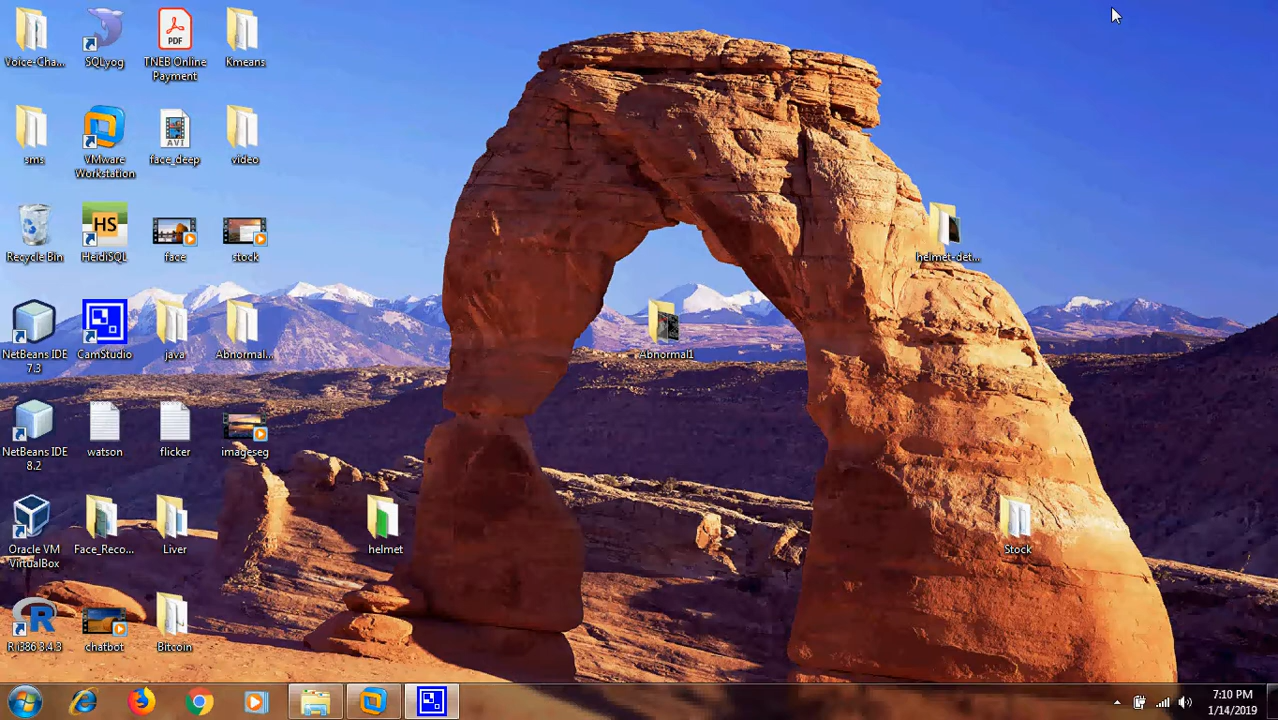 Voice-Cha...
SQLyog
TNEB Online
Payment
Kmeans
sms
VMware
Workstation
face_deep
video
Recycle Bin
HeidiSQL
face
stock
helmet-det...
NetBeans IDE
7.3
CamStudio
java
Abnormal...
Abnormal1
NetBeans IDE
8.2
watson
flicker
imageseg
Oracle VM
VirtualBox
Face_Reco...
Liver
helmet
Stock
R i386 3.4.3
chatbot
Bitcoin
PDF
AVI
HS
7:10 PM
1/14/2019